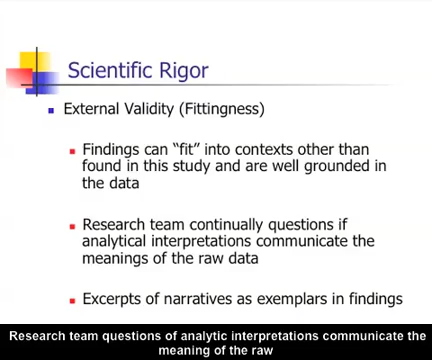 Scientific Rigor
External Validity (Fittingness)
Findings can “fit” into contexts other than
found in this study and are well grounded in
the data
Research team continually questions if
analytical interpretations communicate the
meanings of the raw data
Excerpts of narratives as exemplars in findings
Research team questions of analytic interpretations communicate the
meaning of the raw